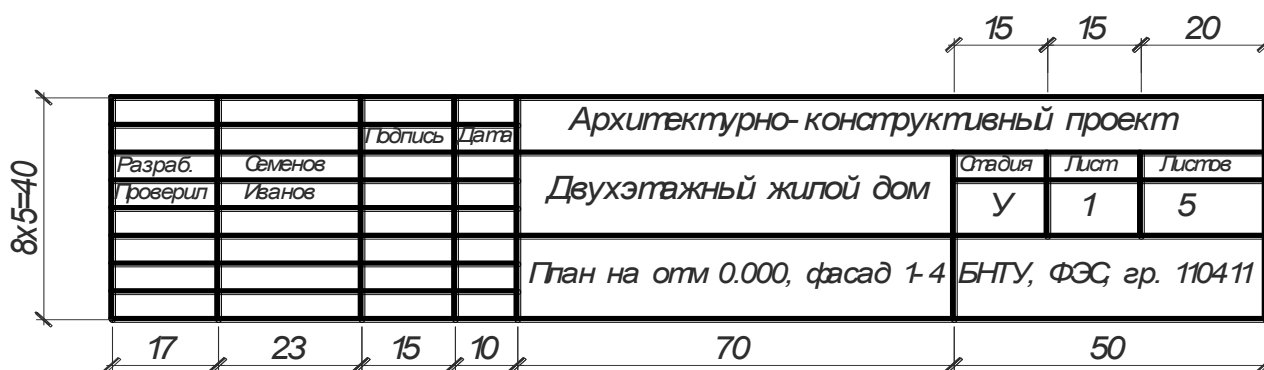 15 15 20
Архитектурно-конструктивный проект
Подпись Дата
Разраб. Семенов Стадия Лист Листов
Проверил Иванов Двухэтажный жилой дом У 1 5
8x5=40
План на отм 0.000, фасад 1-4 БНТУ, ФЭС, гр. 110411
17 23 15 10 70 50